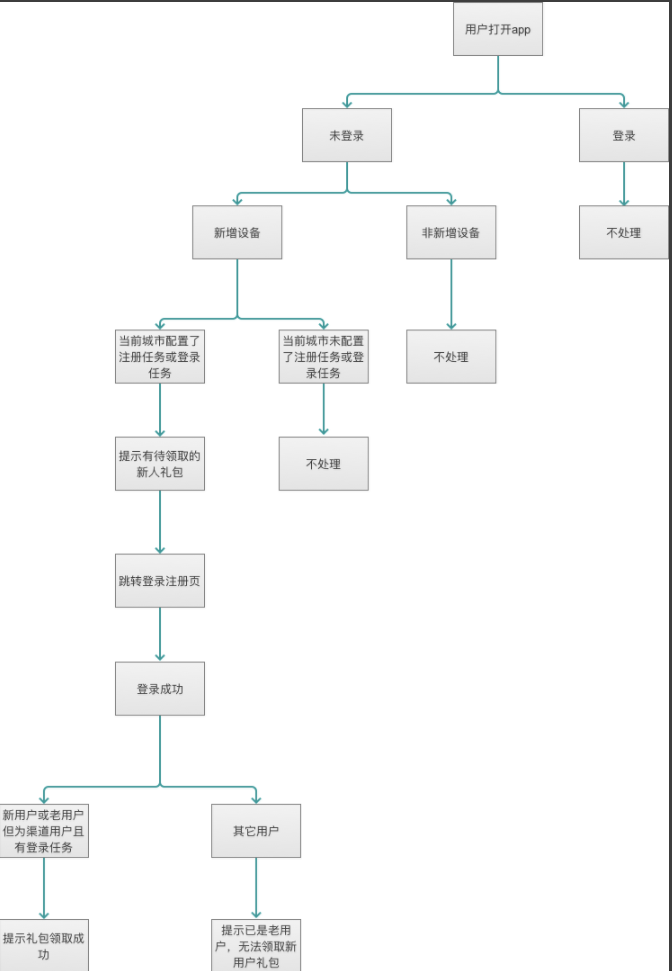 用户打开app
未登录
登录
新增设备
非新增设备
不处理
当前城市配置了
注册任务或登录
任务
当前城市未配置
了注册任务或登
录任务
不处理
提示有待领取的
新人礼包
不处理
跳转登录注册页
登录成功
新用户或老用户
但为渠道用户且
有登录任务
其它用户
提示礼包领取成
功
提示已是老用
户，无法领取新
用户礼包